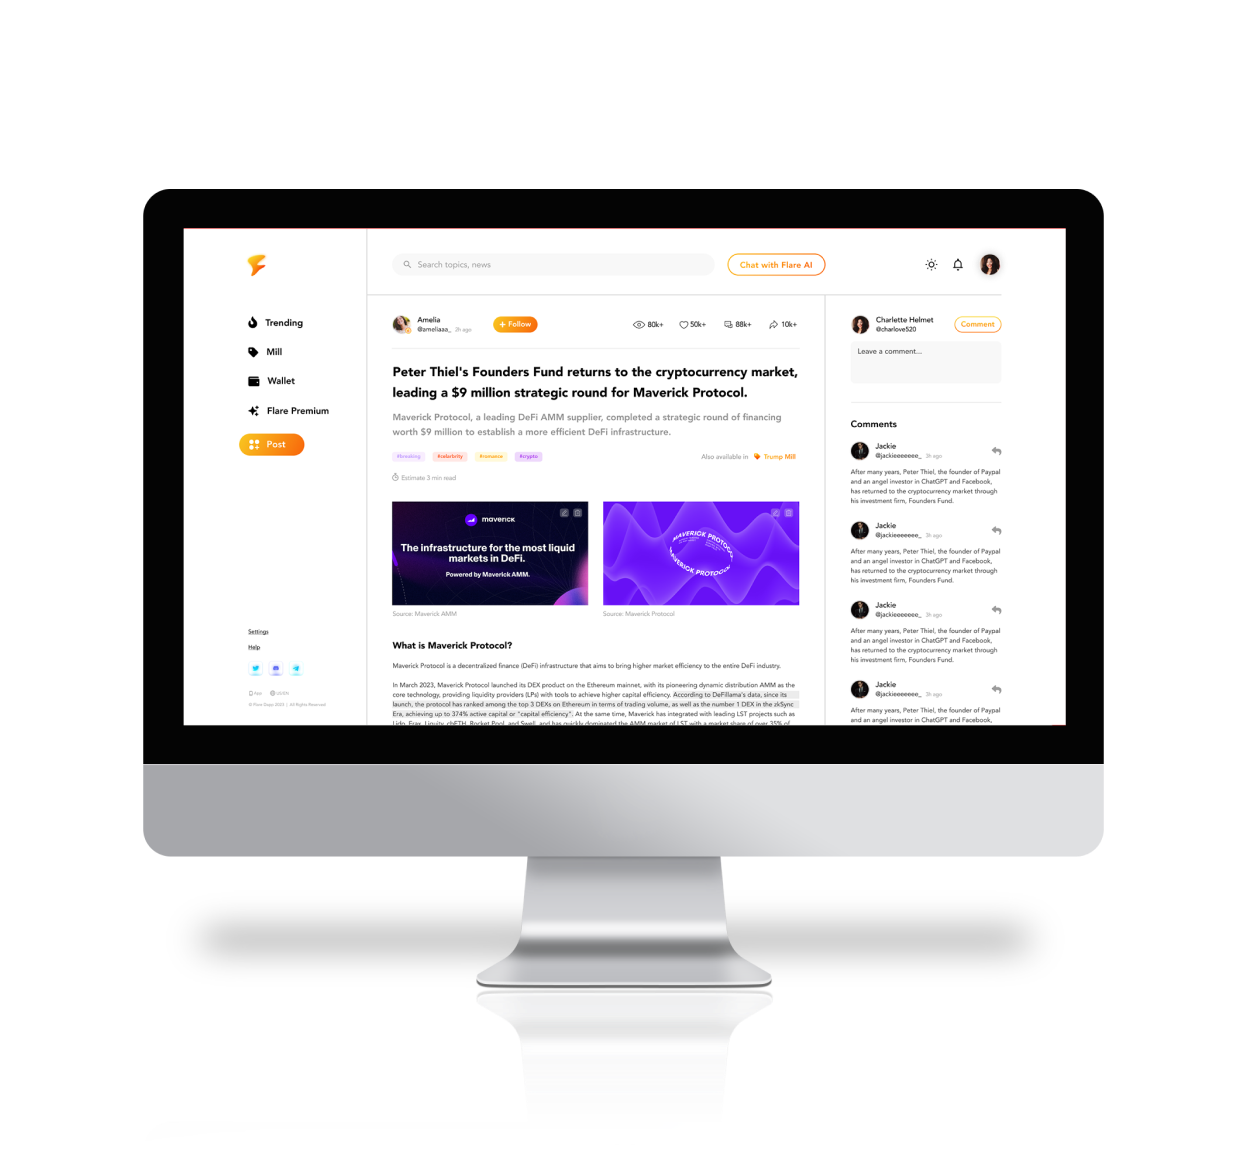 Search topics, news
Chat with Flare AI
Trending
Mill
Wallet
Flare Premium
Post
Settings
Help
© Flare Dapp 2023 | All Rights Reserved
Amelia
@ameliaaa_ 2h ago
+ Follow
80k+
50k+
88k+
10k+
Peter Thiel's Founders Fund returns to the cryptocurrency market,
leading a $9 million strategic round for Maverick Protocol.
Maverick Protocol, a leading DeFi AMM supplier, completed a strategic round of financing
worth $9 million to establish a more efficient DeFi infrastructure.
#breaking
#celebrity
#romance
#crypto
Also available in
Trump Mill
Estimate 3 min read
maverick
The infrastructure for the most liquid
markets in DeFi.
Powered by Maverick AMM.
Source: Maverick AMM
MAVERICK PROTOCOL
MAVERICK PROTOCOL
Source: Maverick Protocol
What is Maverick Protocol?
Maverick Protocol is a decentralized finance (DeFi) infrastructure that aims to bring higher market efficiency to the entire DeFi industry.
In March 2023, Maverick Protocol launched its DEX product on the Ethereum mainnet, with its pioneering dynamic distribution AMM as the
core technology, providing liquidity providers (LPs) with tools to achieve higher capital efficiency. According to DeFillama's data, since its
launch, the protocol has ranked among the top 3 DEXs on Ethereum in terms of trading volume, as well as the number 1 DEX in the zkSync
Era, achieving up to 374% active capital or "capital efficiency". At the same time, Maverick has integrated with leading LST projects such as
Lido, Frax, Liquity, cbETH, Rocket Pool, and Swell, and has quickly dominated the AMM market of LST with a market share of over 35% of
Charlette Helmet
@charlove520
Comment
Leave a comment...
Comments
Jackie
@jackieeeeeee_ 3h ago
After many years, Peter Thiel, the founder of Paypal
and an angel investor in ChatGPT and Facebook,
has returned to the cryptocurrency market through
his investment firm, Founders Fund.
Jackie
@jackieeeeeee_ 3h ago
After many years, Peter Thiel, the founder of Paypal
and an angel investor in ChatGPT and Facebook,
has returned to the cryptocurrency market through
his investment firm, Founders Fund.
Jackie
@jackieeeeeee_ 3h ago
After many years, Peter Thiel, the founder of Paypal
and an angel investor in ChatGPT and Facebook,
has returned to the cryptocurrency market through
his investment firm, Founders Fund.
Jackie
@jackieeeeeee_ 3h ago
After many years, Peter Thiel, the founder of Paypal
and an angel investor in ChatGPT and Facebook,